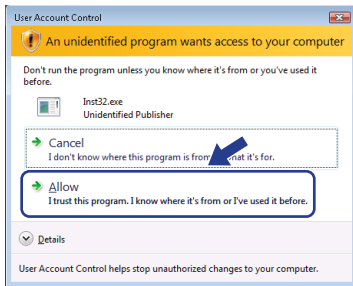 User Account Control
An unidentified program wants access to your computer
Don't run the program unless you know where it's from or you've used it
before.
Inst32.exe
Unidentified Publisher
Cancel
I don't know where this program is from hat it's for.
Allow
I trust this program. I know where it's from or I've used it before.
Details
User Account Control helps stop unauthorized changes to your computer.